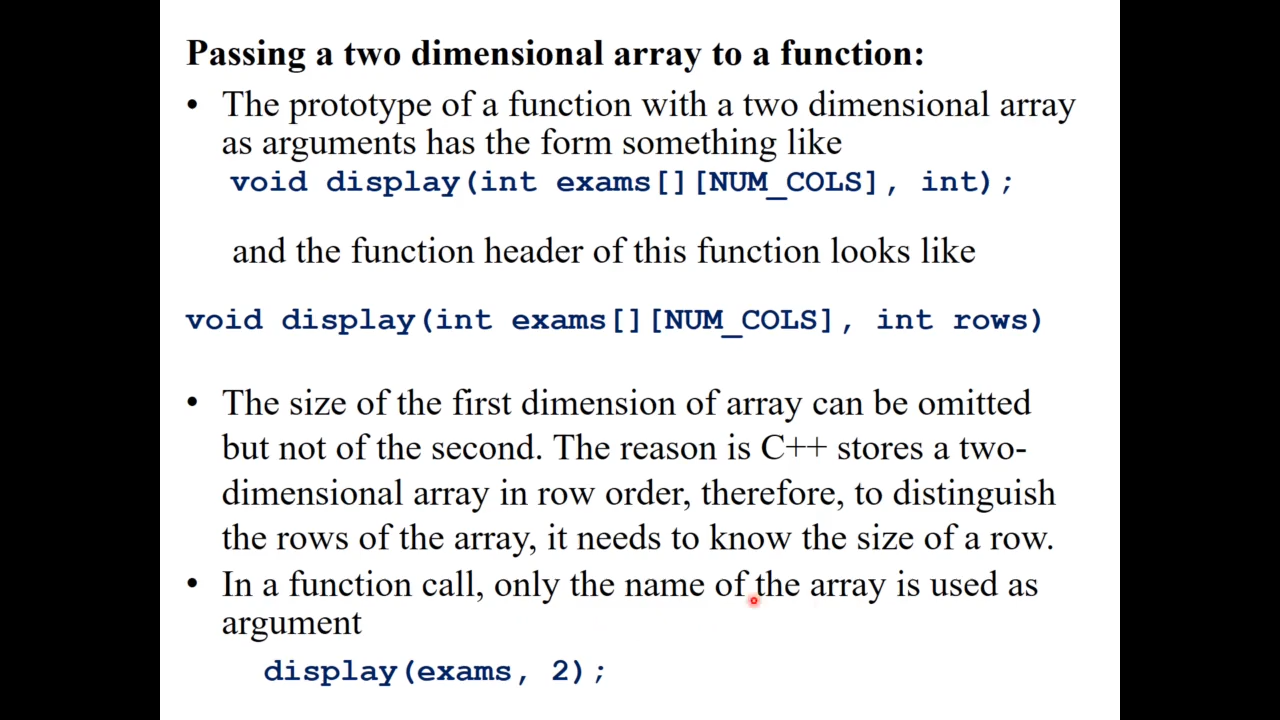 Passing a two dimensional array to a function:
• The prototype of a function with a two dimensional array
as arguments has the form something like
void display(int exams[][NUM_COLS], int);
and the function header of this function looks like
void display(int exams[][NUM_COLS], int rows)
• The size of the first dimension of array can be omitted
but not of the second. The reason is C++ stores a two-
dimensional array in row order, therefore, to distinguish
the rows of the array, it needs to know the size of a row.
• In a function call, only the name of the array is used as
argument
display(exams, 2);